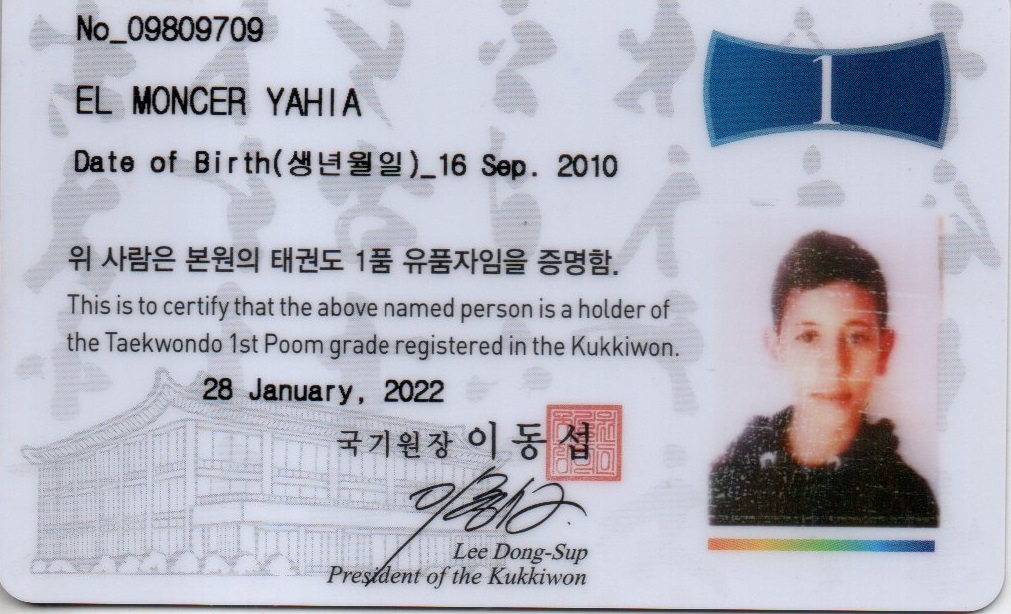 No_09809709
1
EL MONCER YAHIA
Date of Birth(생년월일)_16 Sep. 2010
위 사람은 본원의 태권도 1품 유품자임을 증명함.
This is to certify that the above named person is a holder of
the Taekwondo 1st Poom grade registered in the Kukkiwon.
28 January, 2022
국기원장 이동섭
Lee Dong-Sup
President of the Kukkiwon